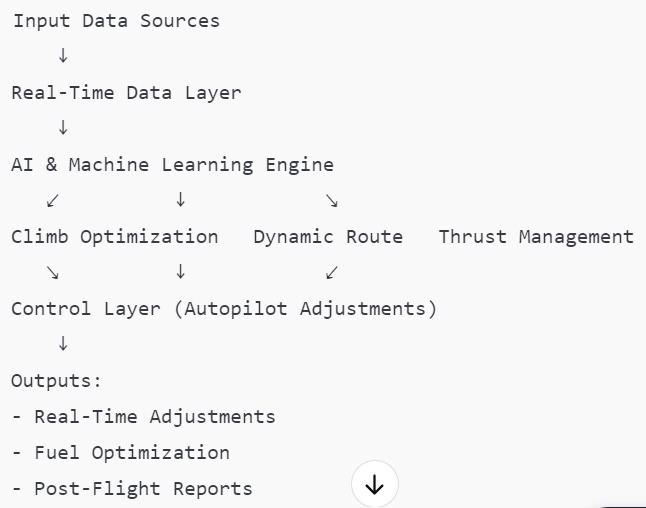 Input Data Sources
↓
Real-Time Data Layer
↓
AI & Machine Learning Engine
↙ ↓ ↘
Climb Optimization Dynamic Route Thrust Management
↘ ↓ ↙
Control Layer (Autopilot Adjustments)
↓
Outputs:
- Real-Time Adjustments
- Fuel Optimization
- Post-Flight Reports